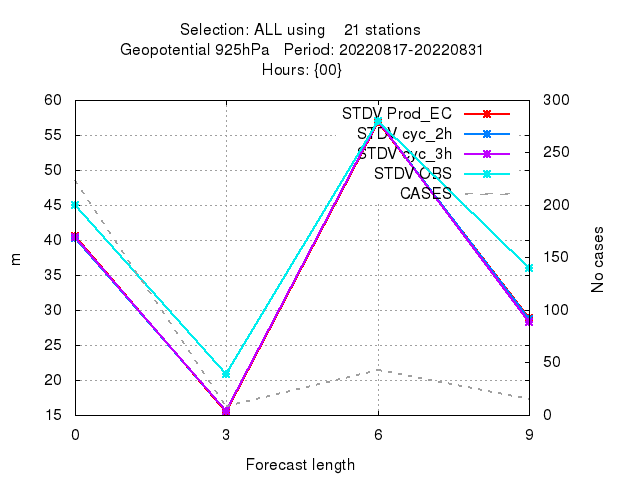 Selection: ALL using 21 stations
Geopotential 925hPa Period: 20220817-20220831
Hours: {00}
60 300
STDV Prod_EC
55
STDV cyc_2h
250
STDV cyc_3h
50
STDV OBS
CASES
45 200
40
m
No cases
35 150
30 100
25
20 50
15 0
0 3 6 9
Forecast length